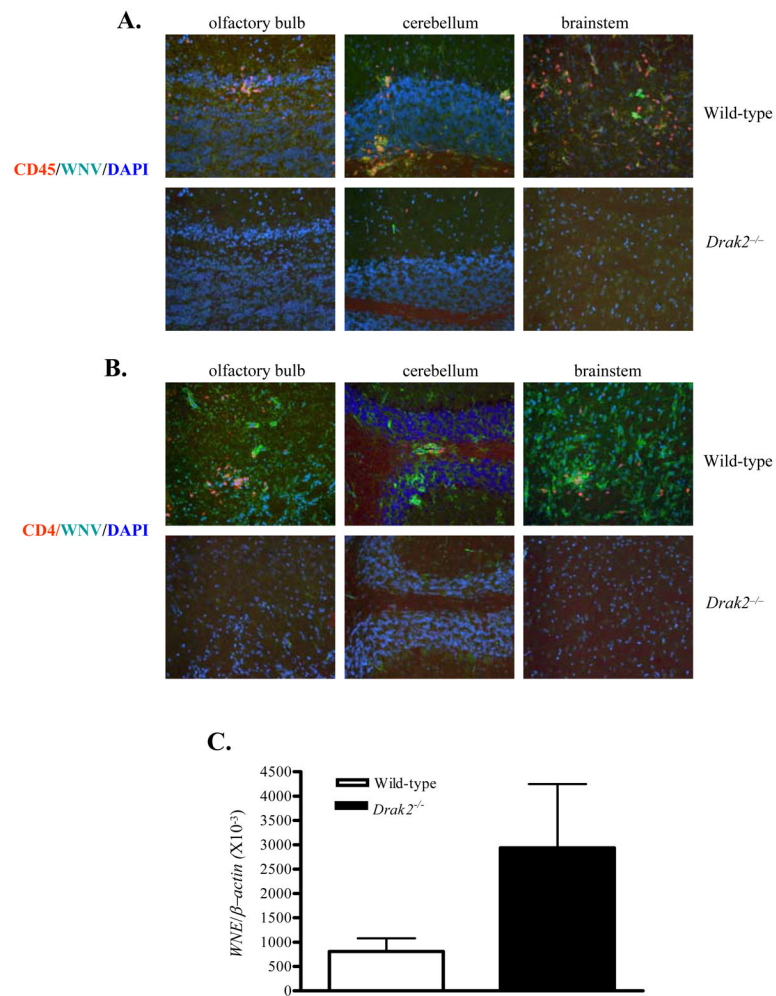 A.
olfactory bulb cerebellum brainstem
Wild-type
CD45/WNV/DAPI
Drak2–/–
B.
olfactory bulb cerebellum brainstem
Wild-type
CD4/WNV/DAPI
Drak2–/–
C.
4500
4000
3500
3000
2500
2000
1500
1000
500
0
WNE/β–actin (X10-3)
Wild-type
Drak2-/-